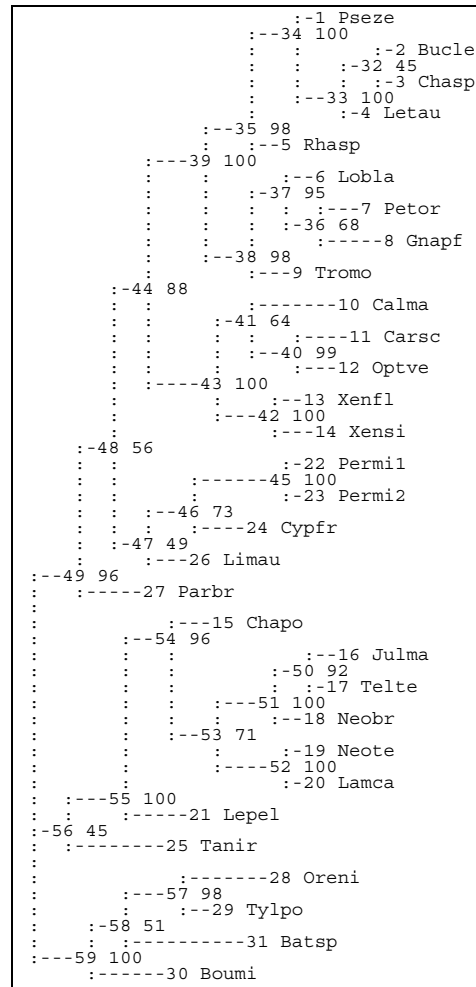 :-1 Pseze
:--34 100
: : :-2 Bucle
: : :-32 45
: : : :-3 Chasp
: :--33 100
: :-4 Letau
:--35 98
: :--5 Rhasp
:---39 100
: : :--6 Lobla
: : :-37 95
: : : : :---7 Petor
: : : :-36 68
: : : :-----8 Gnapf
: :--38 98
: :---9 Tromo
:-44 88
: : :-------10 Calma
: : :-41 64
: : : : :----11 Carsc
: : : :--40 99
: : : :---12 Optve
: :----43 100
: : :--13 Xenfl
: :---42 100
: :---14 Xensi
:--48 56
: : :-22 Permi1
: : :------45 100
: : : :-23 Permi2
: : :--46 73
: : : :----24 Cypfr
: :-47 49
: :---26 Limau
:--49 96
: :-----27 Parbr
:
: :---15 Chapo
: :--54 96
: : : :--16 Julma
: : : :-50 92
: : : : :-17 Telte
: : : :---51 100
: : : : :--18 Neobr
: : :--53 71
: : : :-19 Neote
: : :----52 100
: : :-20 Lamca
: :---55 100
: : :-----21 Lepel
:-56 45
: :--------25 Tanir
:
: :-------28 Oreni
: :---57 98
: : :--29 Tylpo
: :-58 51
: : :----------31 Batsp
:---59 100
:------30 Boumi